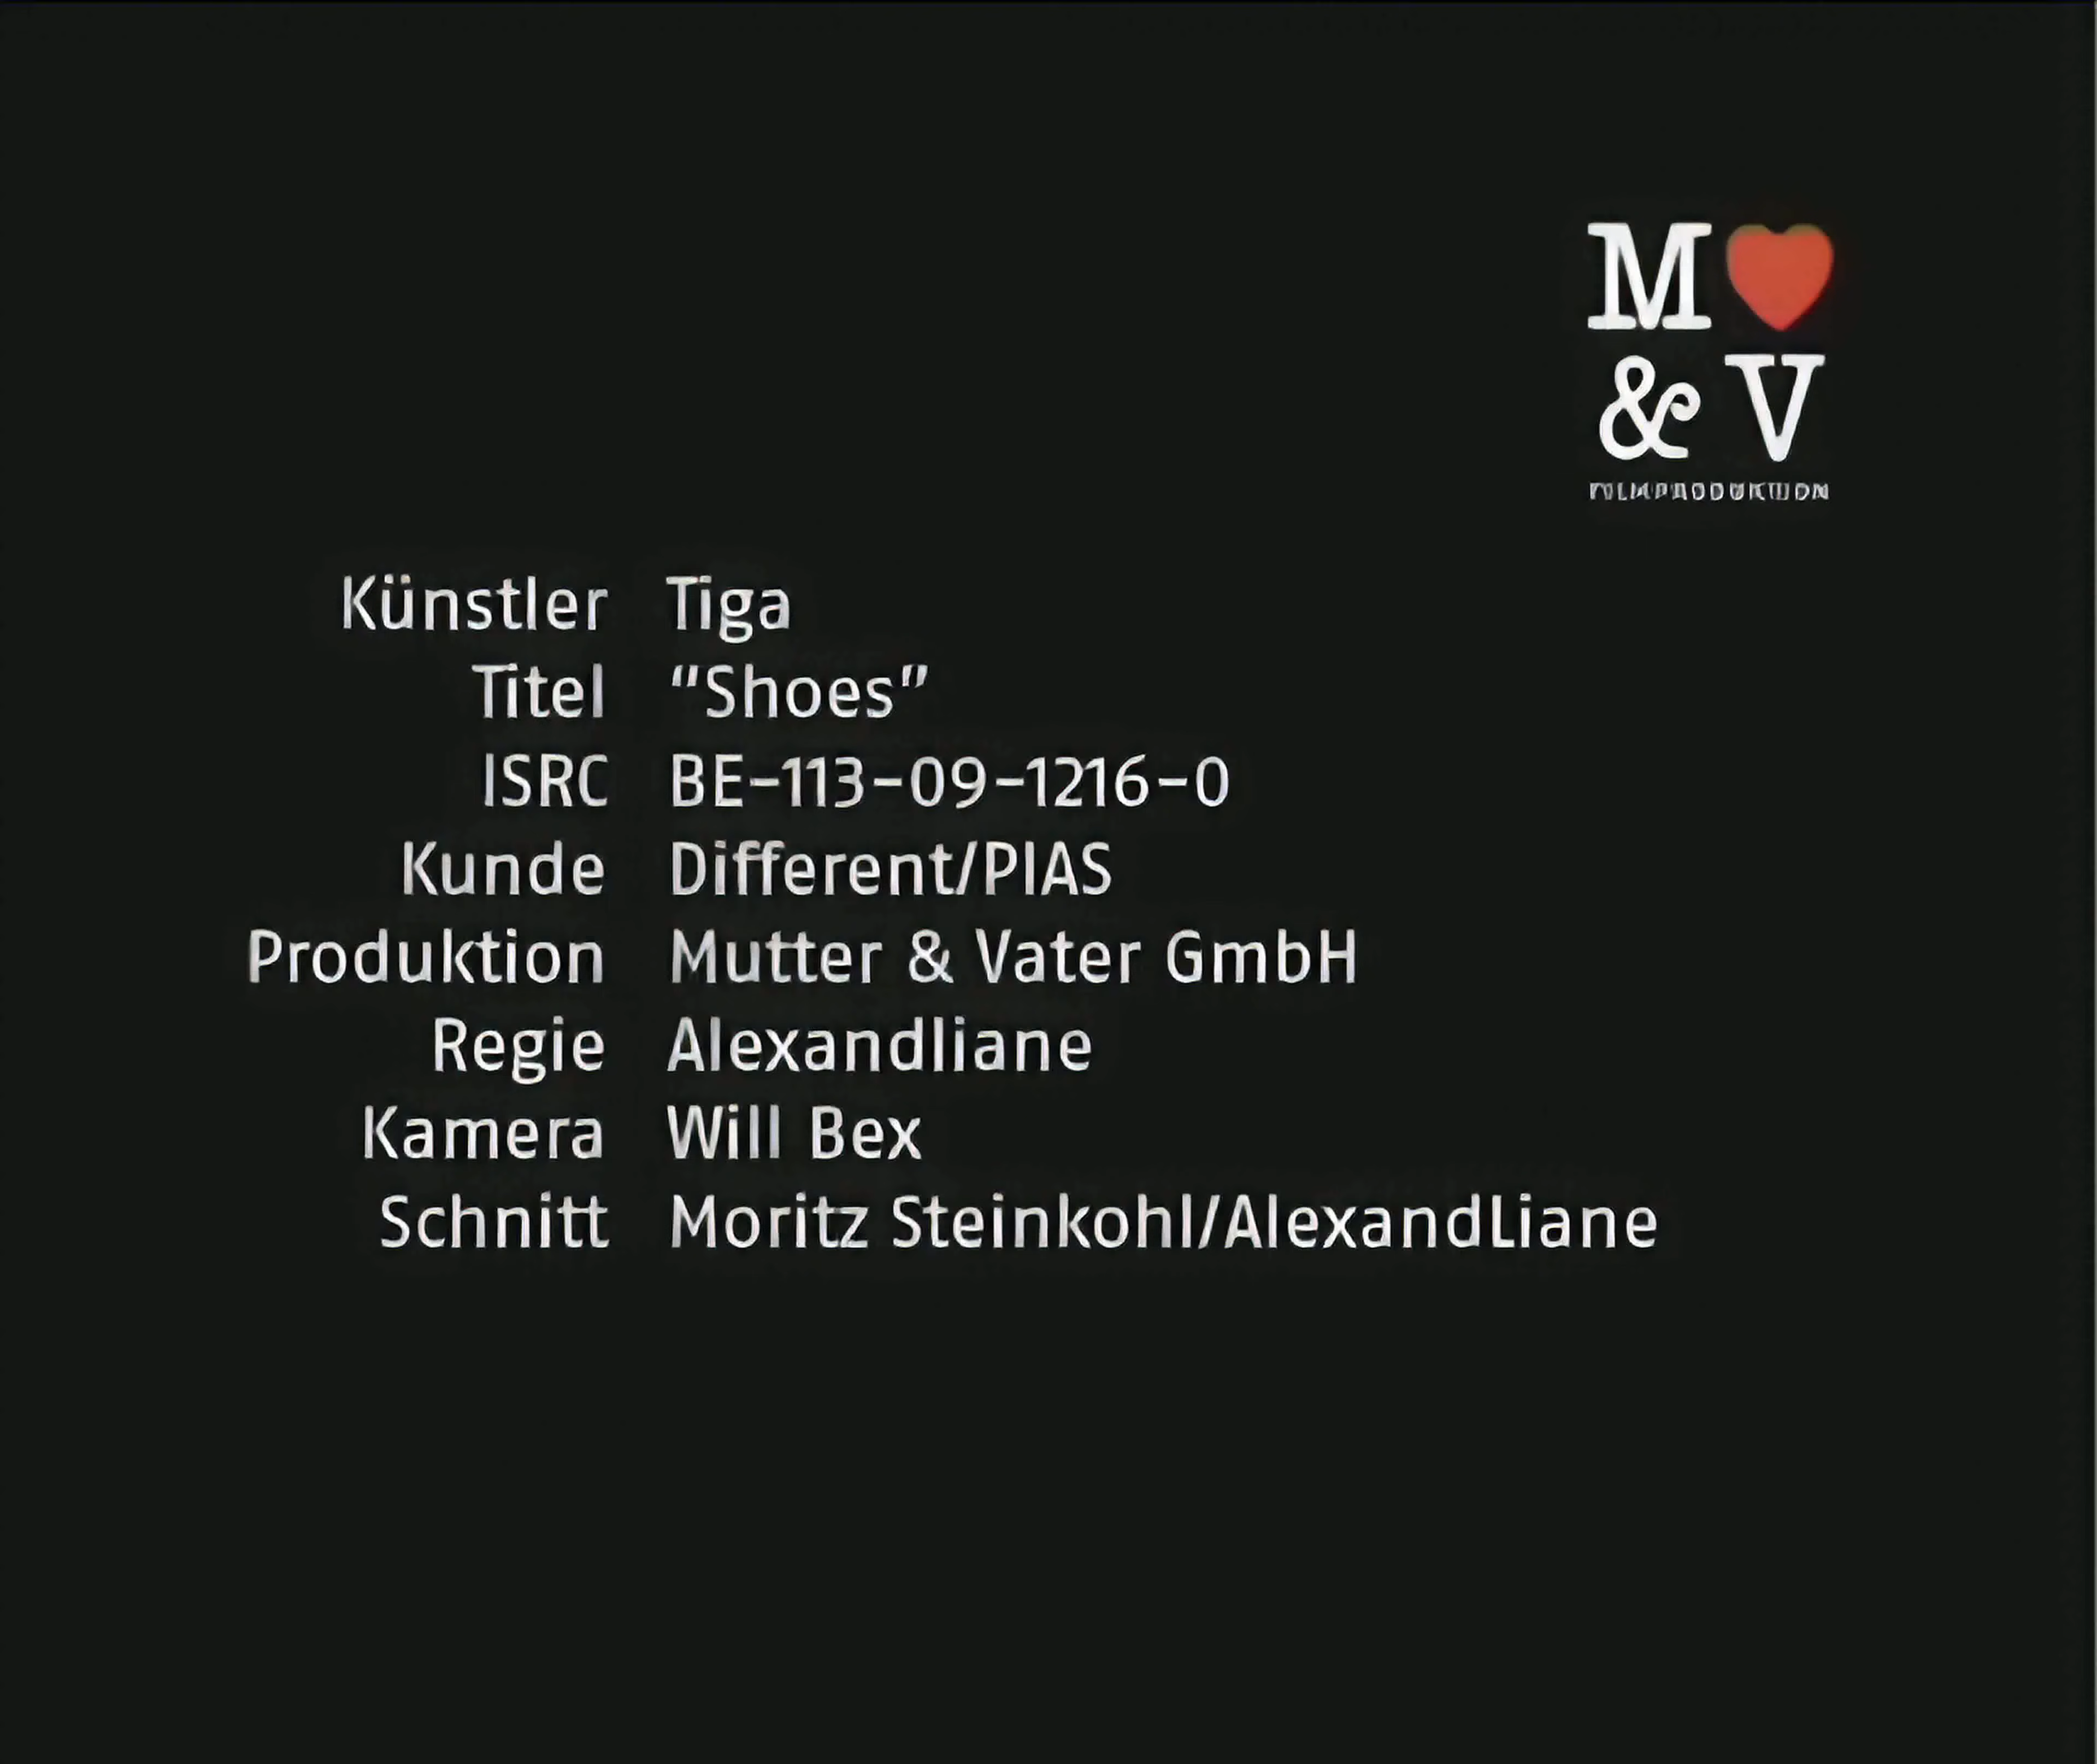 M
& V
FILMPRODUKTION
Künstler Tiga
Titel “Shoes”
ISRC BE-113-09-1216-0
Kunde Different/PIAS
Produktion Mutter & Vater GmbH
Regie Alexandliane
Kamera Will Bex
Schnitt Moritz Steinkohl/AlexandLiane